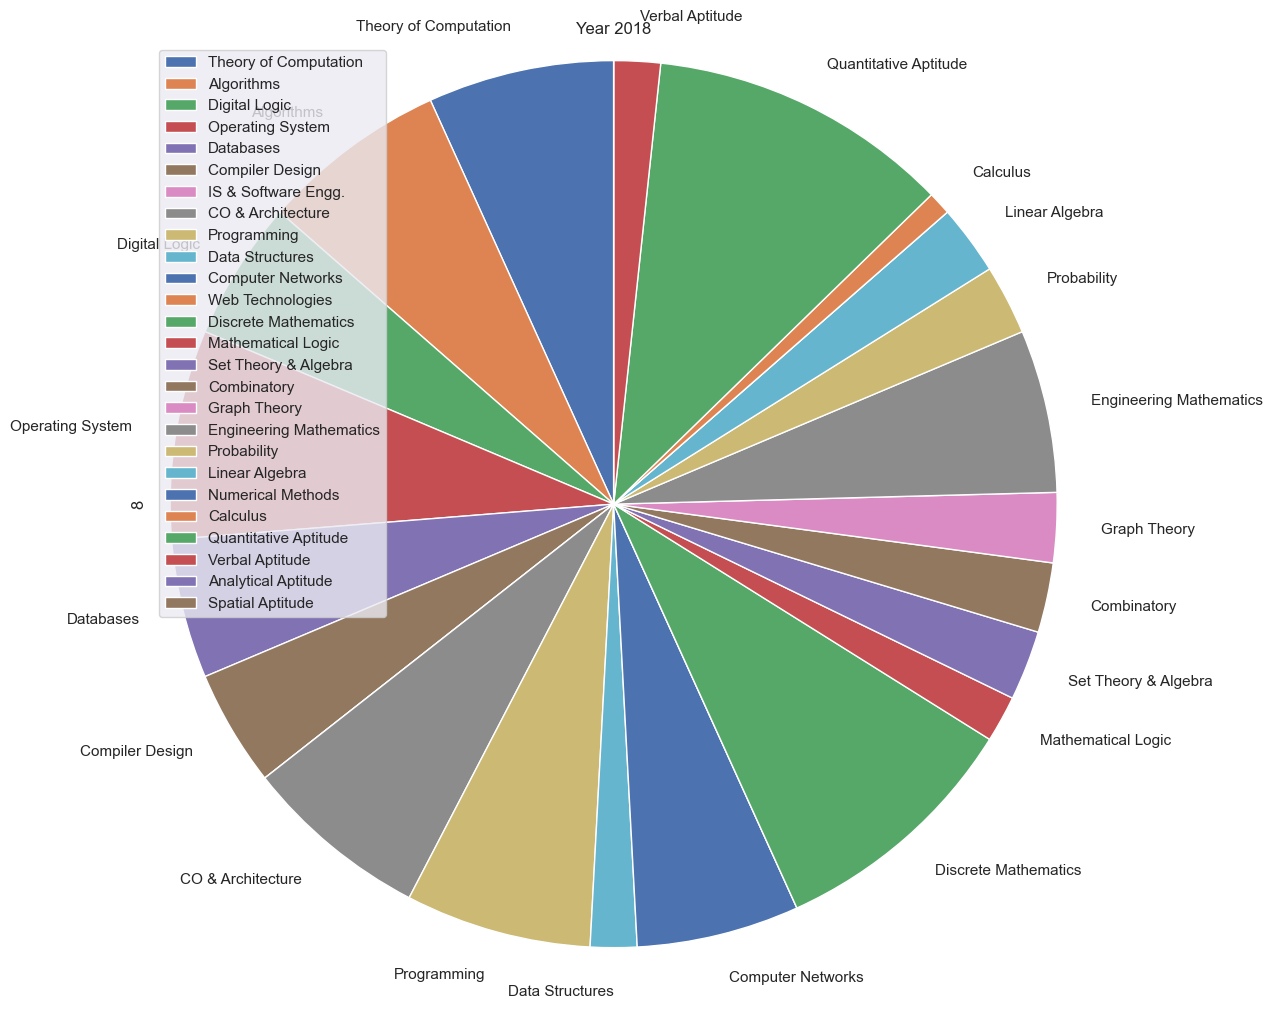 Year 2018
Verbal Aptitude
Theory of Computation
Quantitative Aptitude
Algorithms
Calculus
Linear Algebra
Digital Logic
Probability
Engineering Mathematics
Operating System
8
Graph Theory
Combinatory
Databases
Set Theory & Algebra
Mathematical Logic
Compiler Design
Discrete Mathematics
CO & Architecture
Programming
Computer Networks
Data Structures
Theory of Computation
Algorithms
Digital Logic
Operating System
Databases
Compiler Design
IS & Software Engg.
CO & Architecture
Programming
Data Structures
Computer Networks
Web Technologies
Discrete Mathematics
Mathematical Logic
Set Theory & Algebra
Combinatory
Graph Theory
Engineering Mathematics
Probability
Linear Algebra
Numerical Methods
Calculus
Quantitative Aptitude
Verbal Aptitude
Analytical Aptitude
Spatial Aptitude